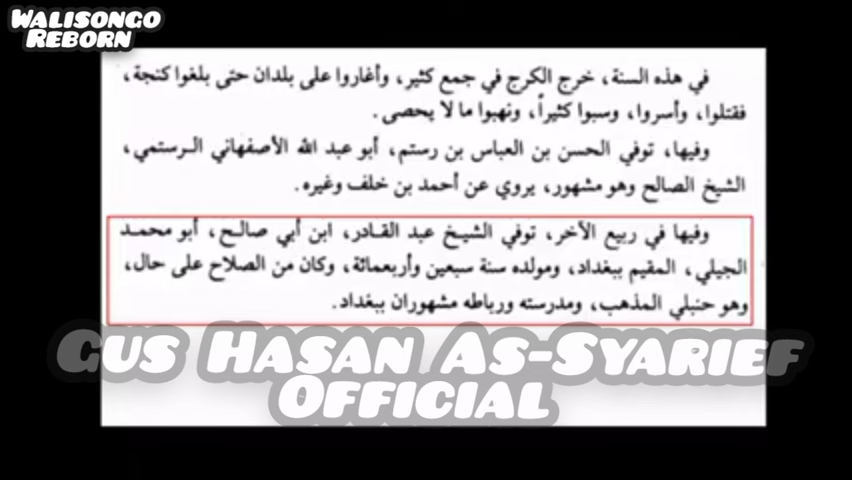 WALISONGO
REBORN
في هذه السنة، خرج الكرج في جمع كثير، وأغاروا على بلدان حتى بلغوا كنجة،
فقتلوا، وأسروا، وسبوا كثيراً، ونهبوا ما لا يحصى.
وفيها، توفي الحسن بن العباس بن رستم، أبو عبد الله الأصفهاني الرستمي،
الشيخ الصالح وهو مشهور، يروي عن أحمد بن خلف وغيره.
وفيها في ربيع الآخر، توفي الشيخ عبد القادر، ابن أبي صالح، أبو محمد
الجيلي، المقيم ببغداد، ومولده سنة سبعين وأربعمائة، وكان من الصلاح على حال،
وهو حنبلي المذهب، ومدرسته ورباطه مشهوران ببغداد.
GUS HASAN AS-SYARIEF
OFFICIAL